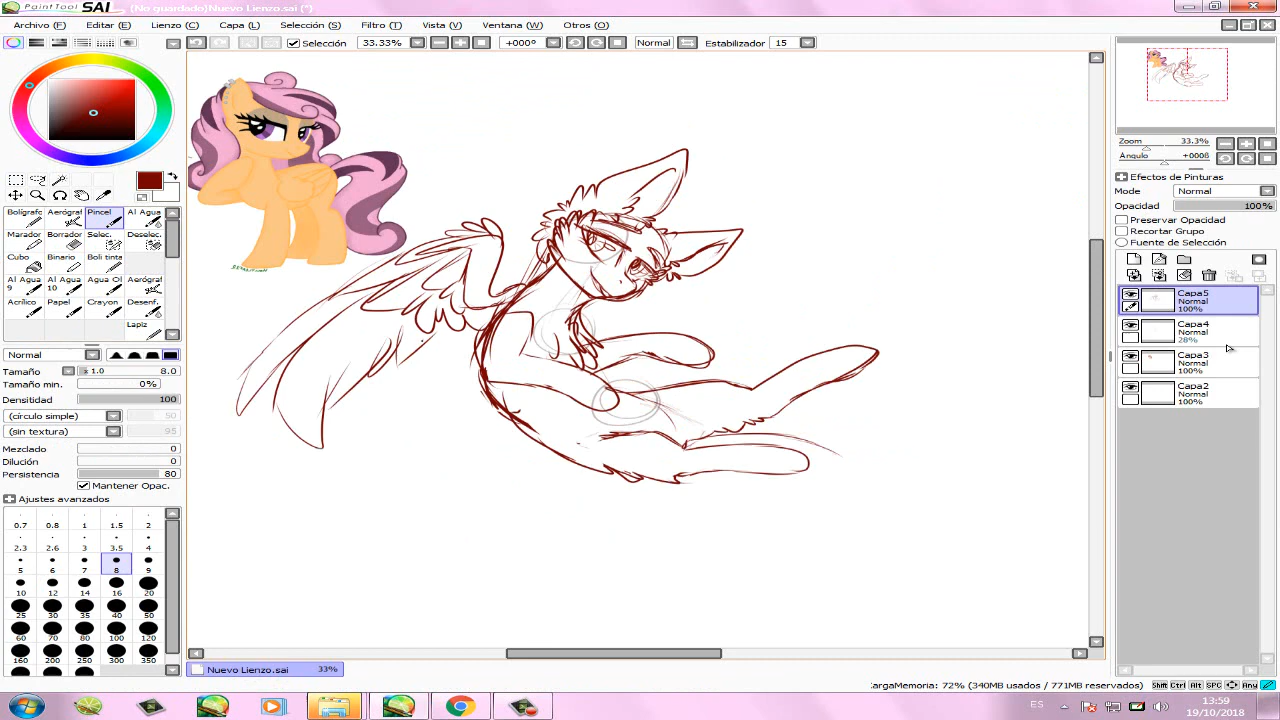 PaintTool SAI (No guardado)Nuevo Lienzo.sai (*)
Archivo (F) Editar (E) Lienzo (C) Capa (L) Selección (S) Filtro (T) Vista (V) Ventana (W) Otros (O)
Selección 33.33% +000° Normal Estabilizador 15
Bolígrafo Aerógraf Pincel Al Agua
Marador Borrador Selec. Deselec.
Cubo Binario Boli tinta
Al Agua 9 Al Agua 10 Agua Ol Aerógraf
Acrílico Papel Crayon Desenf.
Lapiz
Normal
Tamaño x 1.0 8.0
Tamaño min. 0%
Densitidad 100
(círculo simple) 50
(sin textura) 95
Mezclado 0
Dilución 0
Persistencia 80
Mantener Opac.
Ajustes avanzados
0.7 0.8 1 1.5 2
2.3 2.6 3 3.5 4
5 6 7 8 9
10 12 14 16 20
25 30 35 40 50
60 70 80 100 120
160 200 250 300 350
Zoom 33.3%
Ángulo +000ß
Efectos de Pinturas
Modo Normal
Opacidad 100%
Preservar Opacidad
Recortar Grupo
Fuente de Selección
Capa5
Normal
100%
Capa4
Normal
28%
Capa3
Normal
100%
Capa2
Normal
100%
Nuevo Lienzo.sai 33%
CargaMemoria: 72% (340MB usados / 771MB reservados) Shift Ctrl Alt SPC Any
ES 13:59
19/10/2018